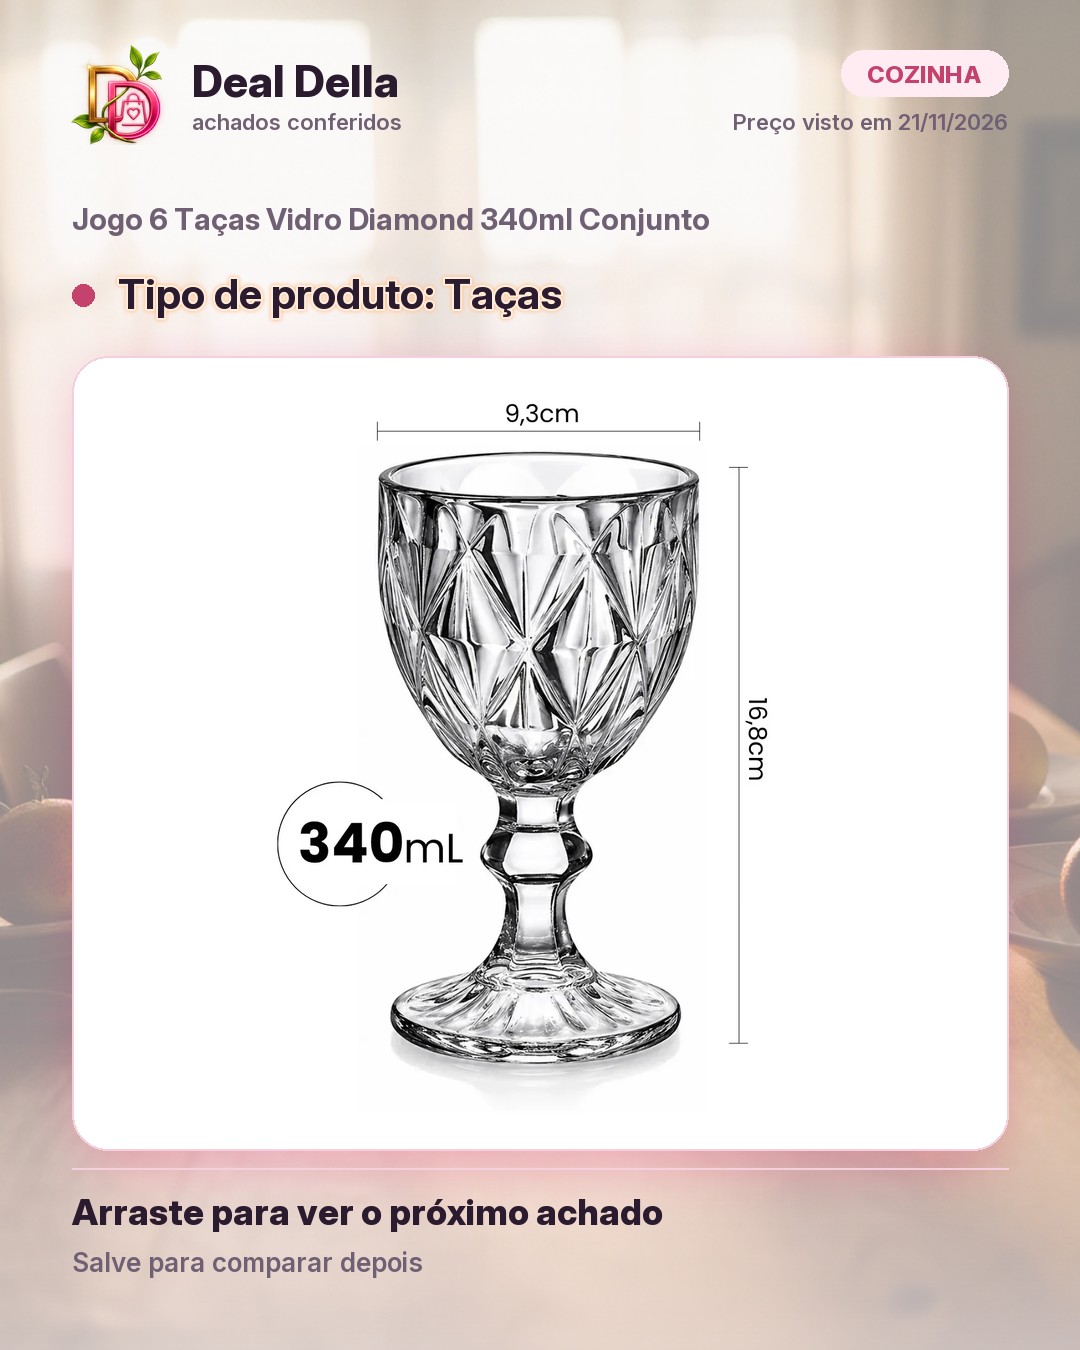 Deal Della
achados conferidos
COZINHA
Preço visto em 21/11/2026
Jogo 6 Taças Vidro Diamond 340ml Conjunto
Tipo de produto: Taças
9,3cm
16,8cm
340mL
Arraste para ver o próximo achado
Salve para comparar depois